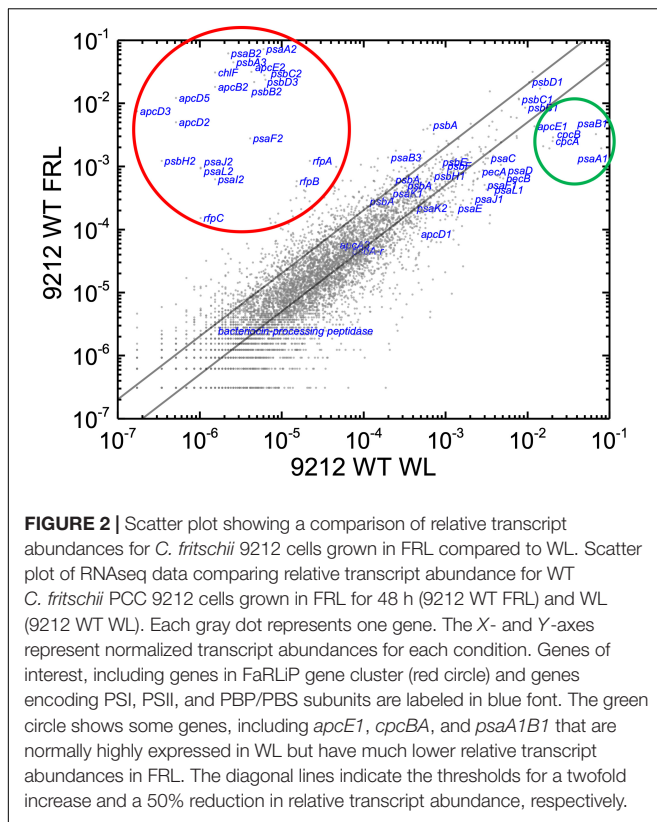 10⁻¹
10⁻²
10⁻³
10⁻⁴
10⁻⁵
10⁻⁶
10⁻⁷
9212 WT FRL
psaB2 psaA2
psbA3
apcE2
chlF psbC2
psbD3
apcB2
psbB2
apcD5
apcD3
apcD2
psaF2
psbH2 psaJ2 rfpA
psaL2
psaI2 rfpB
rfpC
psbD1
psbC1
psbA
apcE1 psaB1
cpcB
cpcA
psaB3 psaC psaA1
pecA psaD
psbH1 pecB
psbA psbA psaF1
psaK1 psaL1
psbA psaJ1
psaK2 psaE
apcD1
apcA3
bacteriocin-processing peptidase
10⁻⁷ 10⁻⁶ 10⁻⁵ 10⁻⁴ 10⁻³ 10⁻² 10⁻¹
9212 WT WL
FIGURE 2 | Scatter plot showing a comparison of relative transcript
abundances for C. fritschii 9212 cells grown in FRL compared to WL. Scatter
plot of RNAseq data comparing relative transcript abundance for WT
C. fritschii PCC 9212 cells grown in FRL for 48 h (9212 WT FRL) and WL
(9212 WT WL). Each gray dot represents one gene. The X- and Y-axes
represent normalized transcript abundances for each condition. Genes of
interest, including genes in FaRLiP gene cluster (red circle) and genes
encoding PSI, PSII, and PBP/PBS subunits are labeled in blue font. The green
circle shows some genes, including apcE1, cpcBA, and psaA1B1 that are
normally highly expressed in WL but have much lower relative transcript
abundances in FRL. The diagonal lines indicate the thresholds for a twofold
increase and a 50% reduction in relative transcript abundance, respectively.